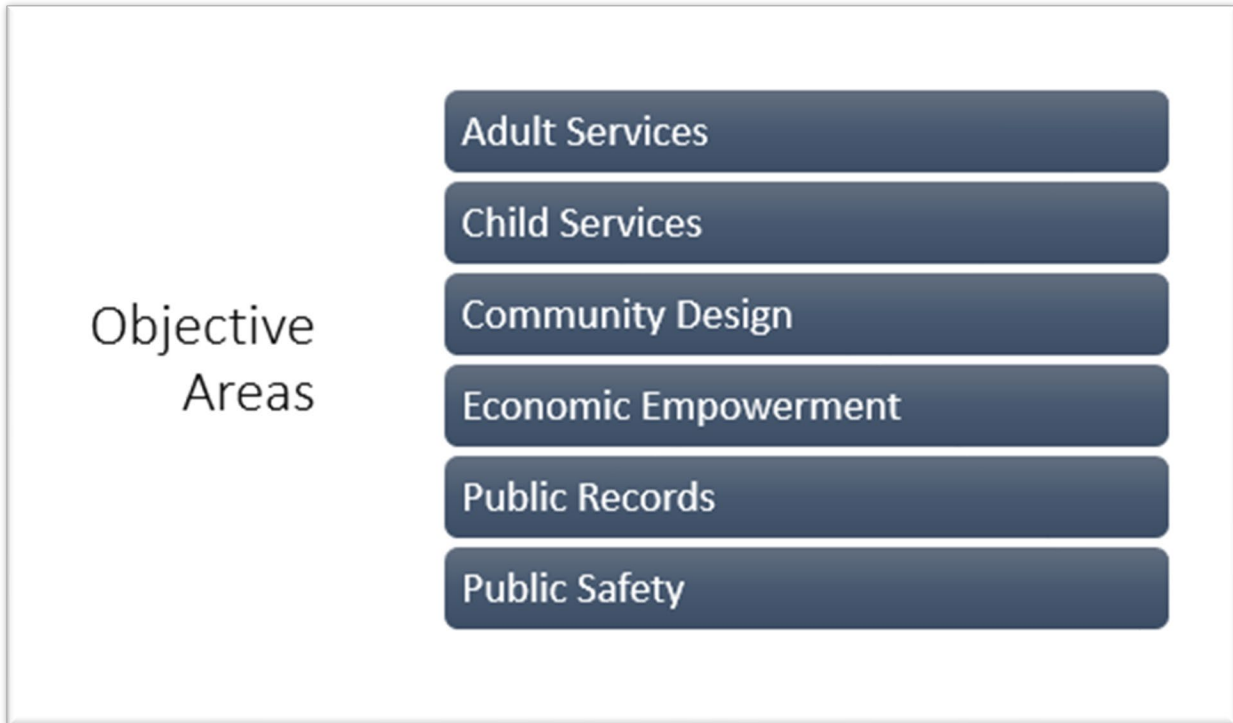 Objective
Areas
Adult Services
Child Services
Community Design
Economic Empowerment
Public Records
Public Safety